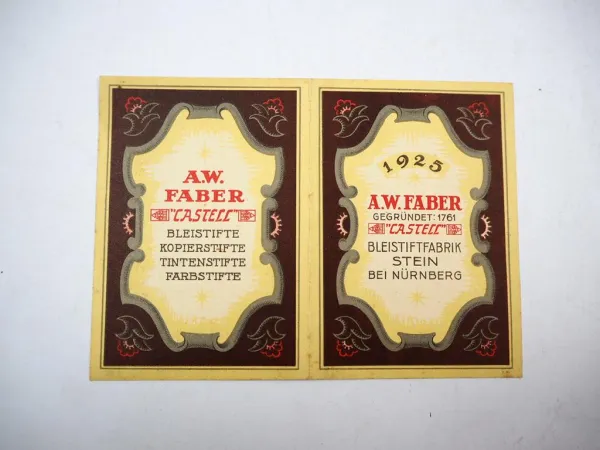 A.W.
FABER
"CASTELL"
BLEISTIFTE
KOPIERSTIFTE
TINTENSTIFTE
FARBSTIFTE
1925
A.W. FABER
GEGRÜNDET: 1761
"CASTELL"
BLEISTIFTFABRIK
STEIN
BEI NÜRNBERG